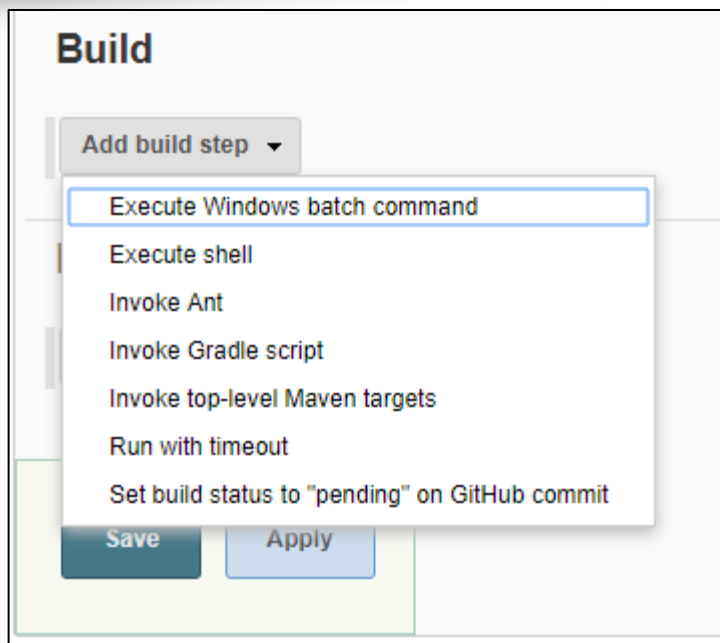 Build
Add build step
Execute Windows batch command
Execute shell
Invoke Ant
Invoke Gradle script
Invoke top-level Maven targets
Run with timeout
Set build status to "pending" on GitHub commit
Save
Apply